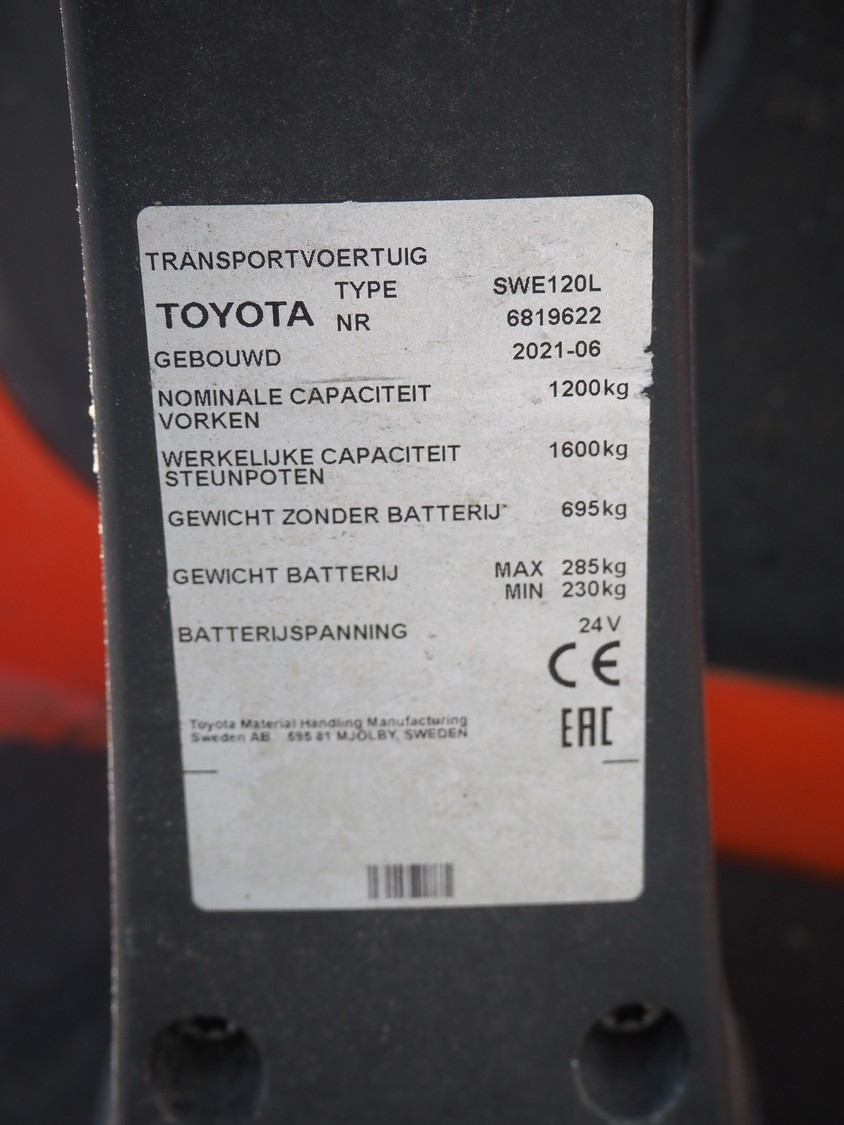 TRANSPORTVOERTUIG
TYPE SWE120L
TOYOTA NR 6819622
GEBOUWD 2021-06
NOMINALE CAPACITEIT 1200kg
VORKEN
WERKELIJKE CAPACITEIT 1600kg
STEUNPOTEN
GEWICHT ZONDER BATTERIJ 695kg
GEWICHT BATTERIJ MAX 285kg
MIN 230kg
BATTERIJSPANNING 24V
CE
Toyota Material Handling Manufacturing
Sweden AB 595 81 MJÖLBY, SWEDEN
EAC